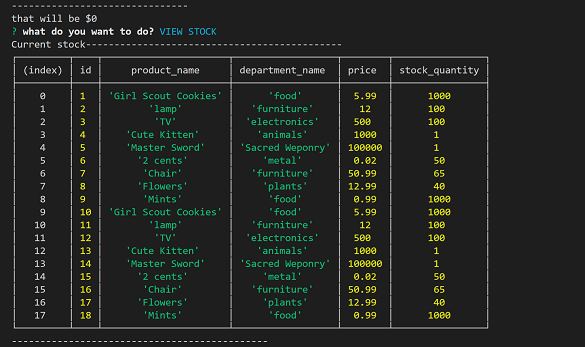 -------------------------------
that will be $0
? what do you want to do? VIEW STOCK
Current stock---------------------------------------------
(index) id product_name department_name price stock_quantity
0 1 'Girl Scout Cookies' 'food' 5.99 1000
1 2 'lamp' 'furniture' 12 100
2 3 'TV' 'electronics' 500 100
3 4 'Cute Kitten' 'animals' 1000 1
4 5 'Master Sword' 'Sacred Weponry' 100000 1
5 6 '2 cents' 'metal' 0.02 50
6 7 'Chair' 'furniture' 50.99 65
7 8 'Flowers' 'plants' 12.99 40
8 9 'Mints' 'food' 0.99 1000
9 10 'Girl Scout Cookies' 'food' 5.99 1000
10 11 'lamp' 'furniture' 12 100
11 12 'TV' 'electronics' 500 100
12 13 'Cute Kitten' 'animals' 1000 1
13 14 'Master Sword' 'Sacred Weponry' 100000 1
14 15 '2 cents' 'metal' 0.02 50
15 16 'Chair' 'furniture' 50.99 65
16 17 'Flowers' 'plants' 12.99 40
17 18 'Mints' 'food' 0.99 1000
---------------------------------------------